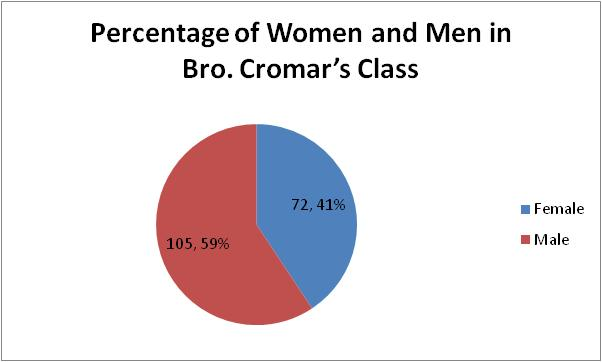 Percentage of Women and Men in
Bro. Cromar’s Class
72, 41%
105, 59%
Female
Male